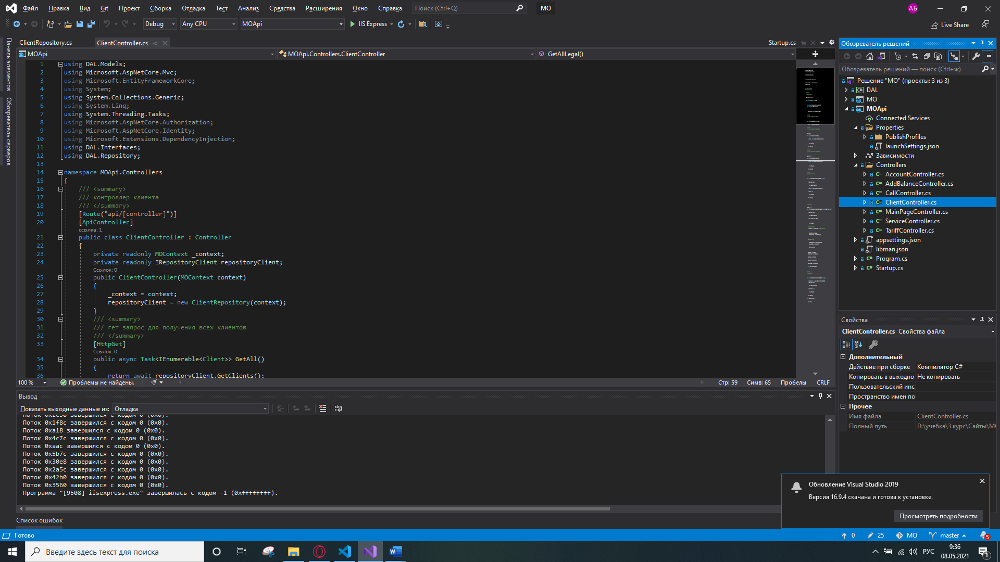 Файл Правка Вид Git Проект Сборка Отладка Тест Анализ Средства Расширения Окно Справка Поиск (Ctrl+Q) MO АБ
Debug Any CPU MOApi IIS Express Live Share
Панель элементов
Обозреватель серверов
ClientRepository.cs ClientController.cs Startup.cs
MOApi MOApi.Controllers.ClientController GetAllLegal()
1 using DAL.Models;
2 using Microsoft.AspNetCore.Mvc;
3 using Microsoft.EntityFrameworkCore;
4 using System;
5 using System.Collections.Generic;
6 using System.Linq;
7 using System.Threading.Tasks;
8 using Microsoft.AspNetCore.Authorization;
9 using Microsoft.AspNetCore.Identity;
10 using Microsoft.Extensions.DependencyInjection;
11 using DAL.Interfaces;
12 using DAL.Repository;
13
14 namespace MOApi.Controllers
15 {
16 /// <summary>
17 /// контроллер клиента
18 /// </summary>
19 [Route("api/[controller]")]
20 [ApiController]
ссылка: 1
21 public class ClientController : Controller
22 {
23 private readonly MOContext _context;
24 private readonly IRepositoryClient repositoryClient;
Ссылок: 0
25 public ClientController(MOContext context)
26 {
27 _context = context;
28 repositoryClient = new ClientRepository(context);
29 }
30 /// <summary>
31 /// гет запрос для получения всех клиентов
32 /// </summary>
33 [HttpGet]
Ссылок: 0
34 public async Task<IEnumerable<Client>> GetAll()
35 {
36 return await repositoryClient.GetClients();
100 % Проблемы не найдены. Стр: 59 Симв: 65 Пробелы CRLF
Вывод
Показать выходные данные из: Отладка
Поток 0x1f8c завершился с кодом 0 (0x0).
Поток 0xa18 завершился с кодом 0 (0x0).
Поток 0x4c7c завершился с кодом 0 (0x0).
Поток 0xaac завершился с кодом 0 (0x0).
Поток 0x5b7c завершился с кодом 0 (0x0).
Поток 0x30e8 завершился с кодом 0 (0x0).
Поток 0x2a5c завершился с кодом 0 (0x0).
Поток 0x42b0 завершился с кодом 0 (0x0).
Поток 0x3560 завершился с кодом 0 (0x0).
Программа "[9508] iisexpress.exe" завершилась с кодом -1 (0xffffffff).
Список ошибок
Обозреватель решений
Обозреватель решений — поиск (Ctrl+ж)
Решение "MO" (проекты: 3 из 3)
DAL
MO
MOApi
Connected Services
Properties
PublishProfiles
launchSettings.json
Зависимости
Controllers
AccountController.cs
AddBalanceController.cs
CallController.cs
ClientController.cs
MainPageController.cs
ServiceController.cs
TariffController.cs
appsettings.json
libman.json
Program.cs
Startup.cs
Свойства
ClientController.cs Свойства файла
Дополнительный
Действие при сборке Компилятор C#
Копировать в выходно Не копировать
Пользовательский инс
Пространство имен по
Прочее
Имя файла ClientController.cs
Полный путь D:\учебка\3 курс\Сайты\МО
Обновление Visual Studio 2019
Версия 16.9.4 скачана и готова к установке.
Просмотреть подробности
Готово 0 25 MO master 5
Введите здесь текст для поиска РУС 9:36
08.05.2021 1